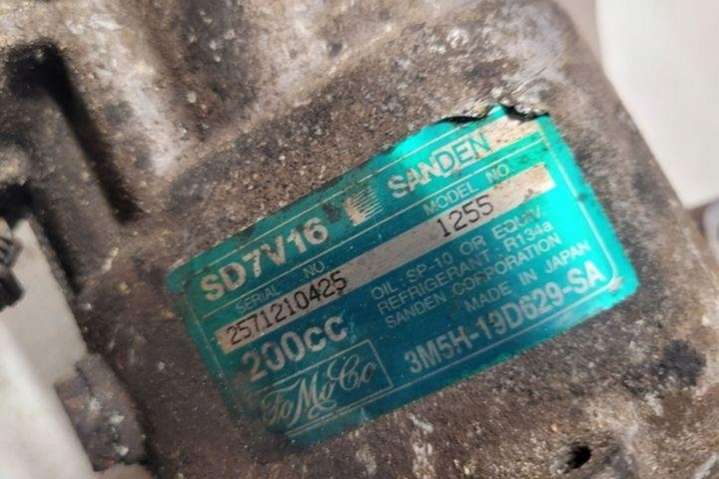 SD7V16 SANDEN
SERIAL NO MODEL NO.
2571210425 1255
200cc OIL: SP-10 OR EQUIV.
REFRIGERANT: R134a
SANDEN CORPORATION
MADE IN JAPAN
FoMoCo 3M5H-19D629-SA